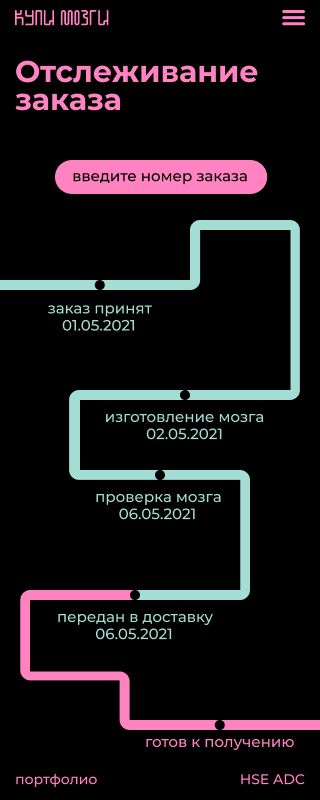 КУПИ МОЗГИ
Отслеживание
заказа
введите номер заказа
заказ принят
01.05.2021
изготовление мозга
02.05.2021
проверка мозга
06.05.2021
передан в доставку
06.05.2021
готов к получению
портфолио HSE ADC